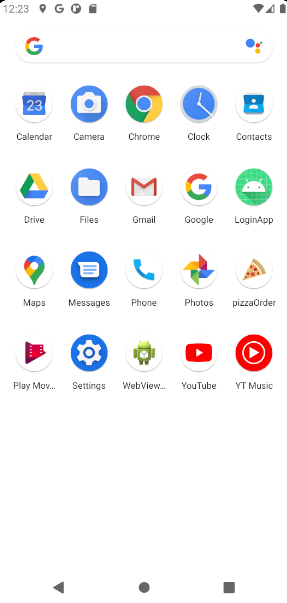 12:23
Calendar Camera Chrome Clock Contacts
Drive Files Gmail Google LoginApp
Maps Messages Phone Photos pizzaOrder
Play Mov... Settings WebView... YouTube YT Music